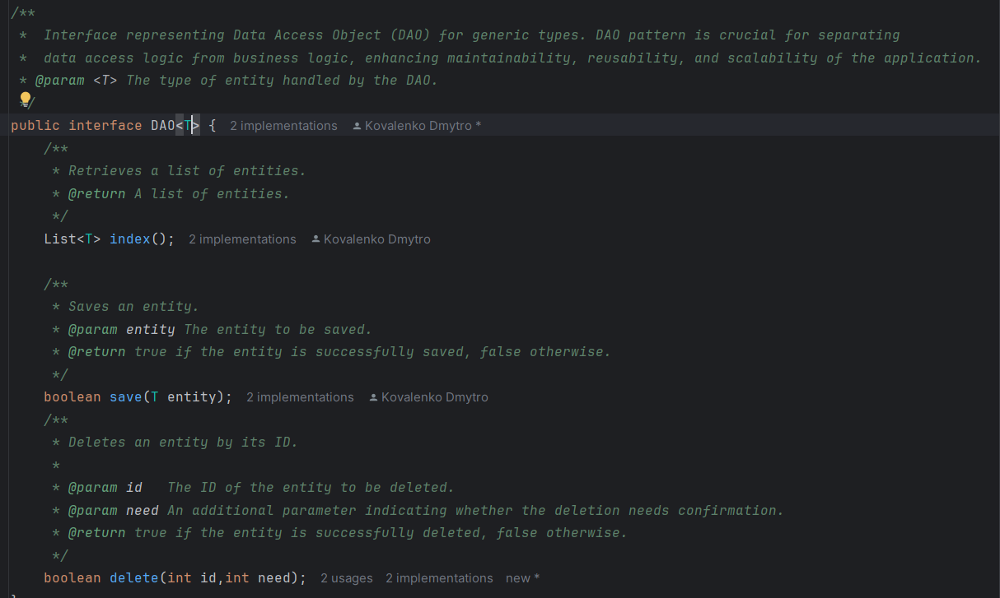 /**
 * Interface representing Data Access Object (DAO) for generic types. DAO pattern is crucial for separating
 * data access logic from business logic, enhancing maintainability, reusability, and scalability of the application.
 * @param <T> The type of entity handled by the DAO.
 */
public interface DAO<T> { 2 implementations Kovalenko Dmytro *
/**
 * Retrieves a list of entities.
 * @return A list of entities.
 */
List<T> index(); 2 implementations Kovalenko Dmytro
/**
 * Saves an entity.
 * @param entity The entity to be saved.
 * @return true if the entity is successfully saved, false otherwise.
 */
boolean save(T entity); 2 implementations Kovalenko Dmytro
/**
 * Deletes an entity by its ID.
 *
 * @param id The ID of the entity to be deleted.
 * @param need An additional parameter indicating whether the deletion needs confirmation.
 * @return true if the entity is successfully deleted, false otherwise.
 */
boolean delete(int id,int need); 2 usages 2 implementations new *
}